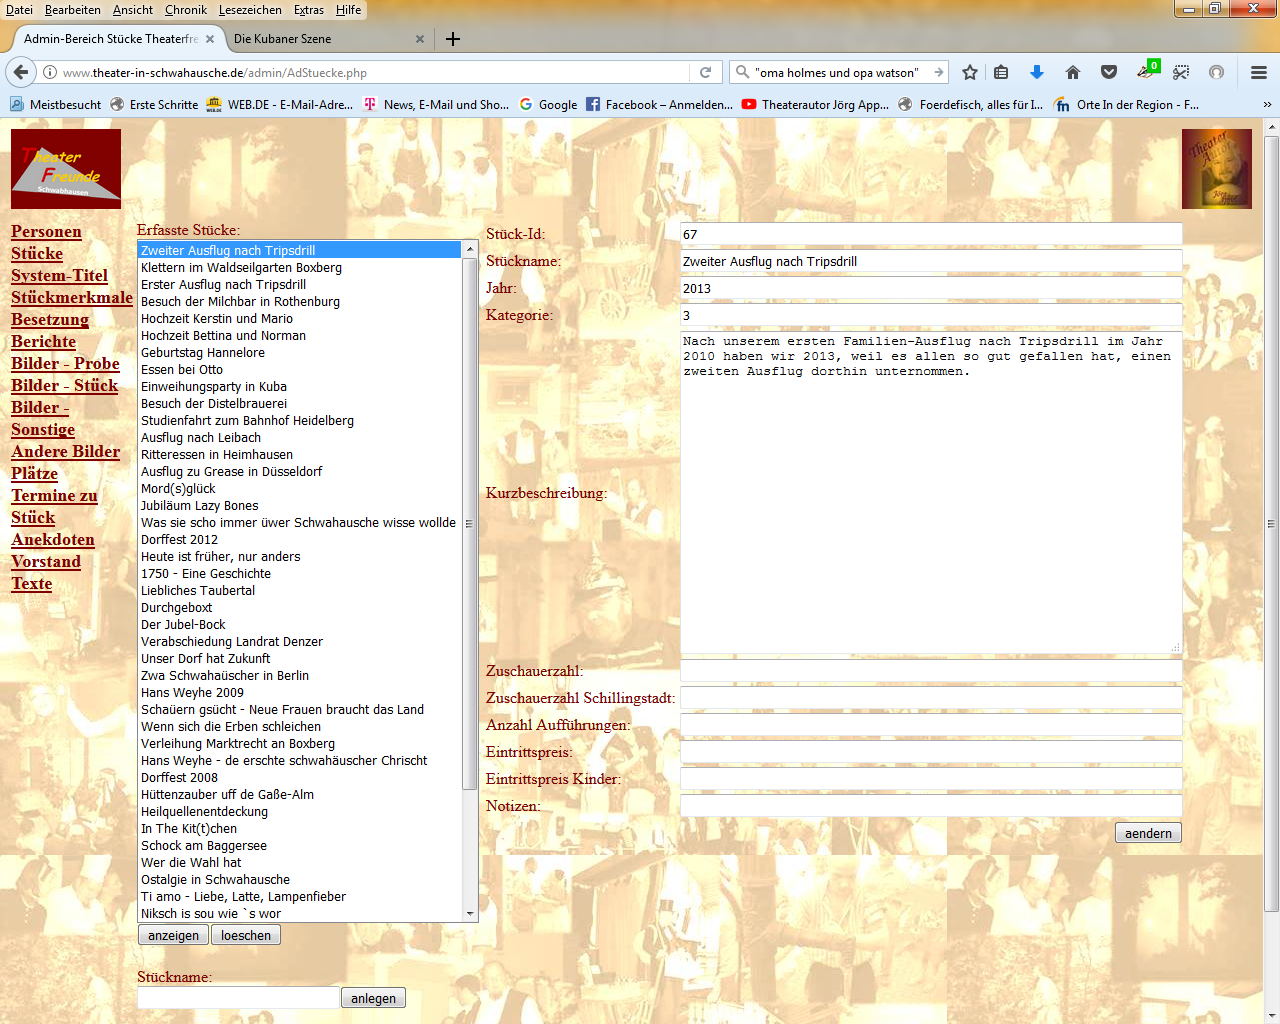 Datei Bearbeiten Ansicht Chronik Lesezeichen Extras Hilfe
Admin-Bereich Stücke Theaterfre
Die Kubaner Szene
www.theater-in-schwahausche.de/admin/AdStuecke.php
"oma holmes und opa watson"
0
Meistbesucht
Erste Schritte
WEB.DE - E-Mail-Adre...
News, E-Mail und Sho...
Google
Facebook – Anmelden...
Theaterautor Jörg App...
Foerdefisch, alles für I...
Orte In der Region - F...
Theater
Freunde
Schwabhausen
Theater
Personen
Stücke
System-Titel
Stückmerkmale
Besetzung
Berichte
Bilder - Probe
Bilder - Stück
Bilder -
Sonstige
Andere Bilder
Plätze
Termine zu
Stück
Anekdoten
Vorstand
Texte
Erfasste Stücke:
Zweiter Ausflug nach Tripsdrill
Klettern im Waldseilgarten Boxberg
Erster Ausflug nach Tripsdrill
Besuch der Milchbar in Rothenburg
Hochzeit Kerstin und Mario
Hochzeit Bettina und Norman
Geburtstag Hannelore
Essen bei Otto
Einweihungsparty in Kuba
Besuch der Distelbrauerei
Studienfahrt zum Bahnhof Heidelberg
Ausflug nach Leibach
Ritteressen in Heimhausen
Ausflug zu Grease in Düsseldorf
Mord(s)glück
Jubiläum Lazy Bones
Was sie scho immer üwer Schwahausche wisse wollde
Dorffest 2012
Heute ist früher, nur anders
1750 - Eine Geschichte
Liebliches Taubertal
Durchgeboxt
Der Jubel-Bock
Verabschiedung Landrat Denzer
Unser Dorf hat Zukunft
Zwa Schwahaüscher in Berlin
Hans Weyhe 2009
Schaüern gsücht - Neue Frauen braucht das Land
Wenn sich die Erben schleichen
Verleihung Marktrecht an Boxberg
Hans Weyhe - de erschte schwahäuscher Chrischt
Dorffest 2008
Hüttenzauber uff de Gaße-Alm
Heilquellenentdeckung
In The Kit(t)chen
Schock am Baggersee
Wer die Wahl hat
Ostalgie in Schwahausche
Ti amo - Liebe, Latte, Lampenfieber
Niksch is sou wie `s wor
anzeigen
loeschen
Stückname:
anlegen
Stück-Id:
67
Stückname:
Zweiter Ausflug nach Tripsdrill
Jahr:
2013
Kategorie:
3
Kurzbeschreibung:
Nach unserem ersten Familien-Ausflug nach Tripsdrill im Jahr
2010 haben wir 2013, weil es allen so gut gefallen hat, einen
zweiten Ausflug dorthin unternommen.
Zuschauerzahl:
Zuschauerzahl Schillingstadt:
Anzahl Aufführungen:
Eintrittspreis:
Eintrittspreis Kinder:
Notizen:
aendern